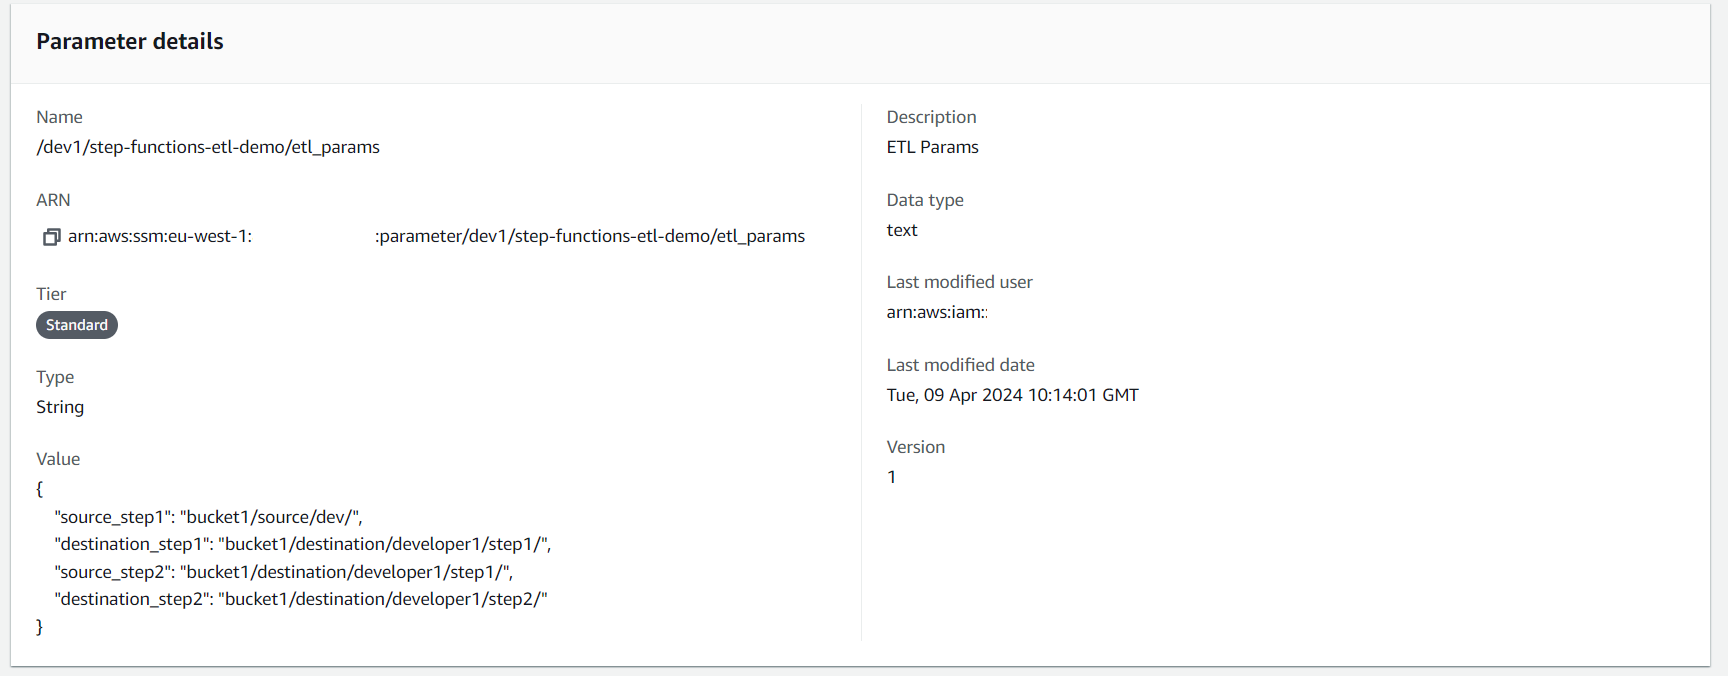 Parameter details
Name
/dev1/step-functions-etl-demo/etl_params
ARN
arn:aws:ssm:eu-west-1: :parameter/dev1/step-functions-etl-demo/etl_params
Tier
Standard
Type
String
Value
{
"source_step1": "bucket1/source/dev/",
"destination_step1": "bucket1/destination/developer1/step1/",
"source_step2": "bucket1/destination/developer1/step1/",
"destination_step2": "bucket1/destination/developer1/step2/"
}
Description
ETL Params
Data type
text
Last modified user
arn:aws:iam::
Last modified date
Tue, 09 Apr 2024 10:14:01 GMT
Version
1